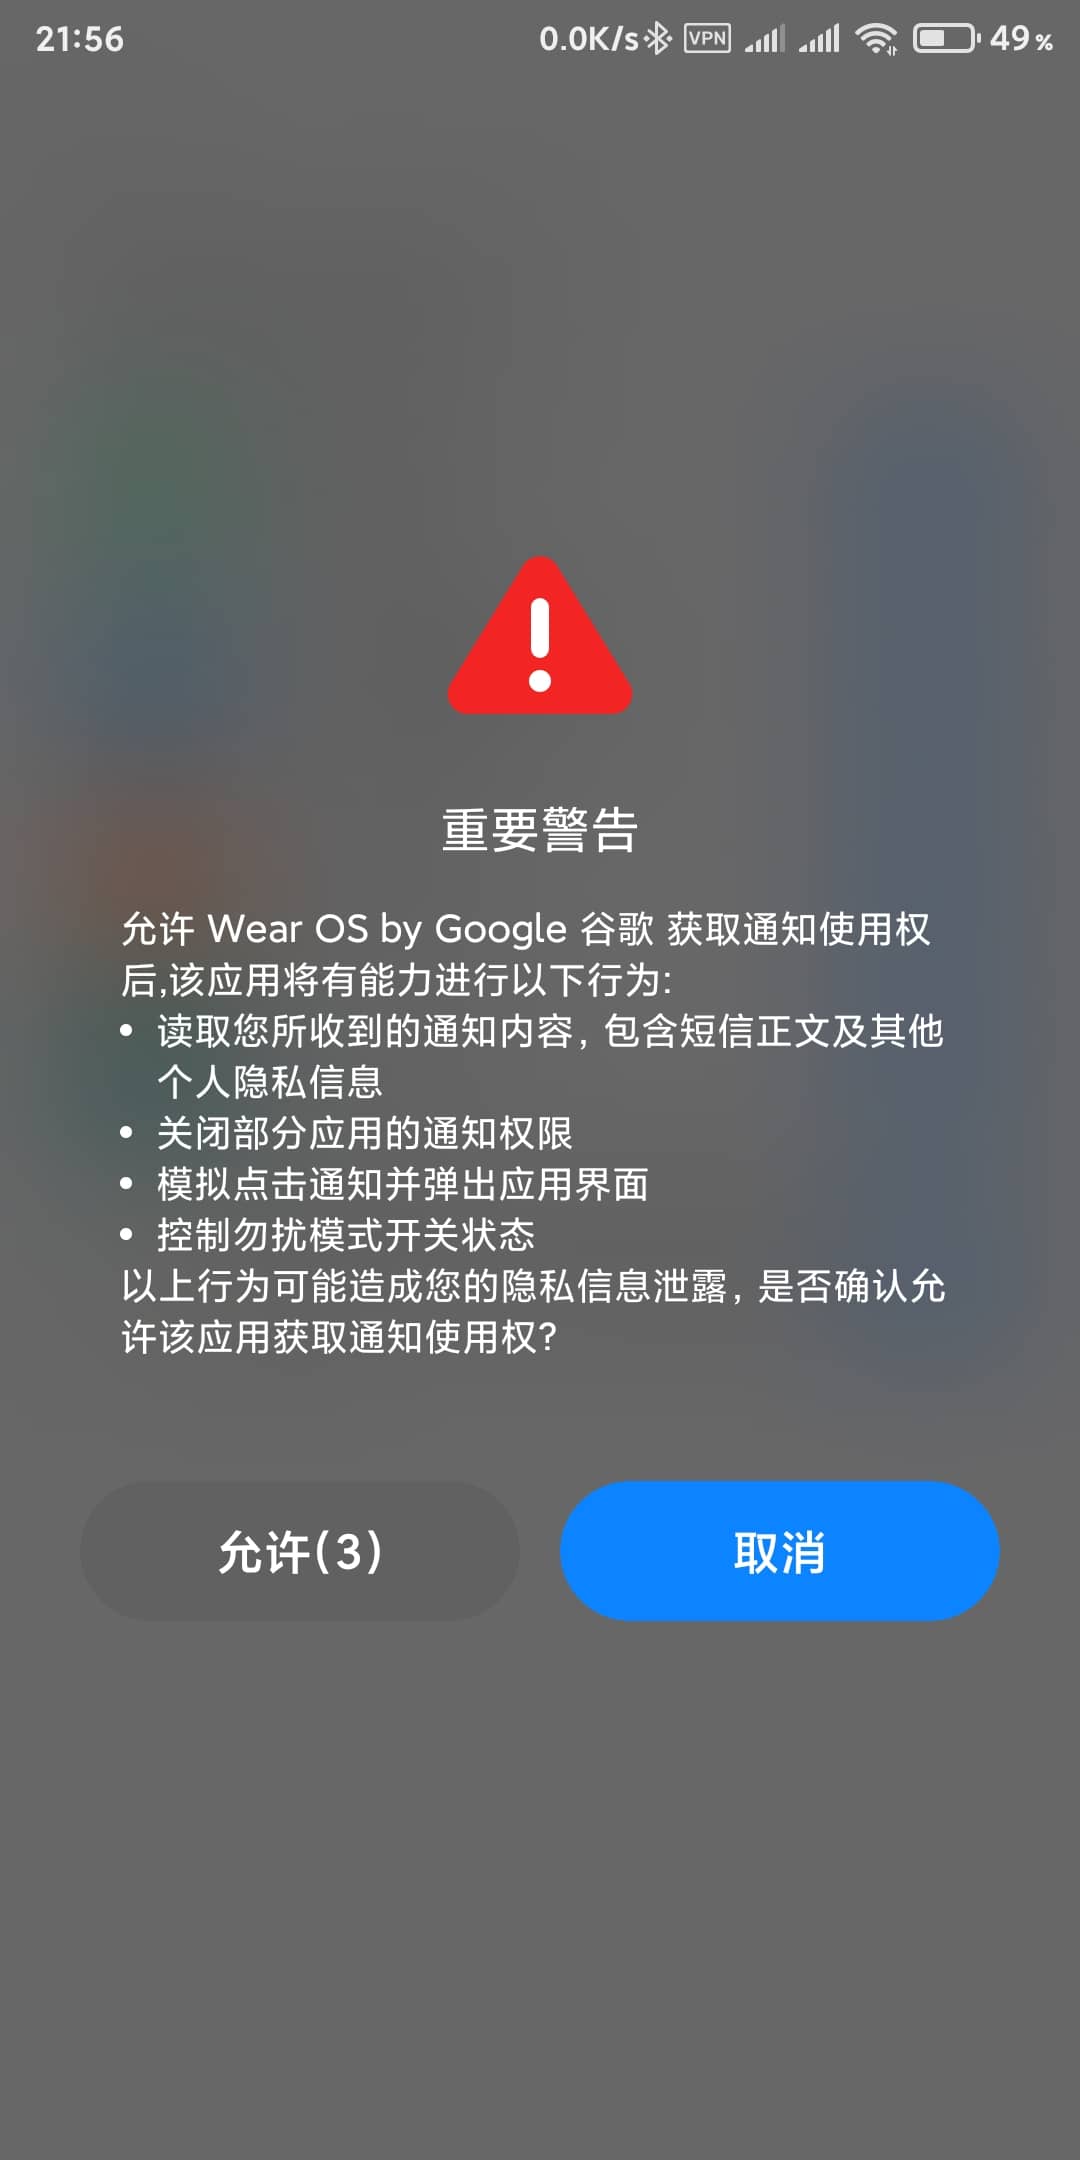 21:56
0.0K/s VPN 49%
重要警告
允许 Wear OS by Google 谷歌 获取通知使用权
后,该应用将有能力进行以下行为:
• 读取您所收到的通知内容，包含短信正文及其他
个人隐私信息
• 关闭部分应用的通知权限
• 模拟点击通知并弹出应用界面
• 控制勿扰模式开关状态
以上行为可能造成您的隐私信息泄露，是否确认允
许该应用获取通知使用权?
允许(3)
取消